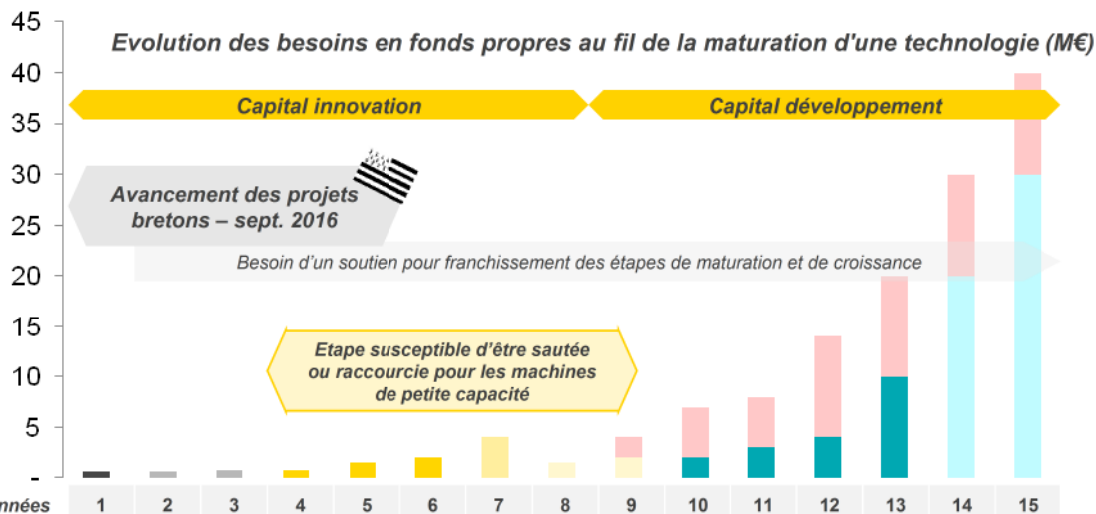 45
Evolution des besoins en fonds propres au fil de la maturation d'une technologie (M€)
40
Capital innovation
Capital développement
35
30
Avancement des projets
bretons – sept. 2016
25
Besoin d'un soutien pour franchissement des étapes de maturation et de croissance
20
15
Etape susceptible d'être sautée
ou raccourcie pour les machines
de petite capacité
10
5
-
nnées 1 2 3 4 5 6 7 8 9 10 11 12 13 14 15